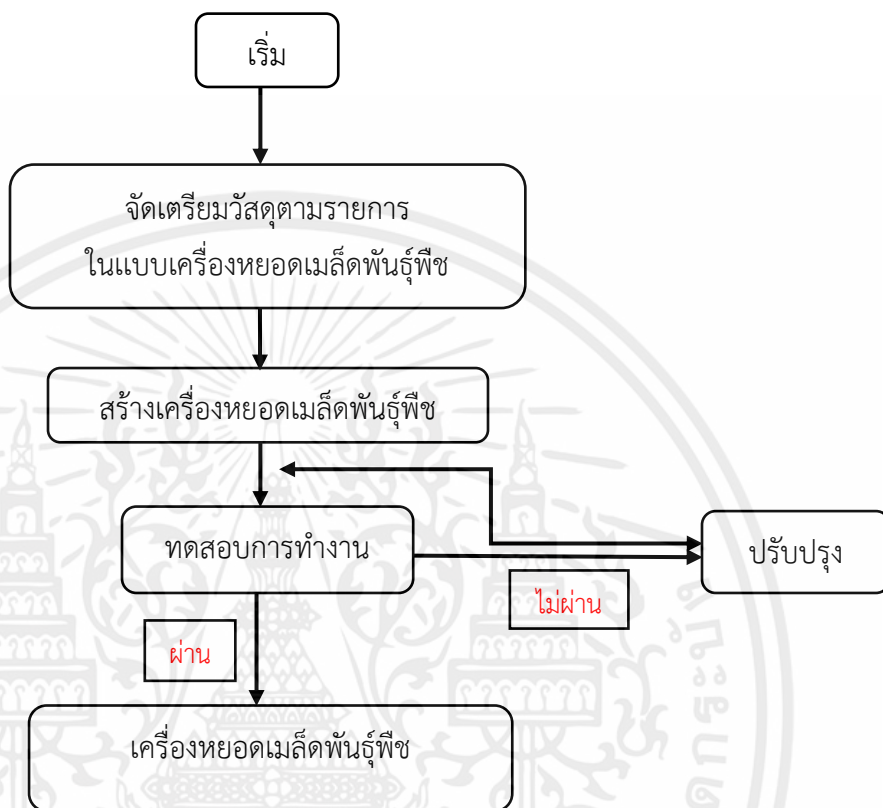 เริ่ม
จัดเตรียมวัสดุตามรายการ
ในแบบเครื่องหยอดเมล็ดพันธุ์พืช
สร้างเครื่องหยอดเมล็ดพันธุ์พืช
ทดสอบการทำงาน
ปรับปรุง
ไม่ผ่าน
ผ่าน
เครื่องหยอดเมล็ดพันธุ์พืช